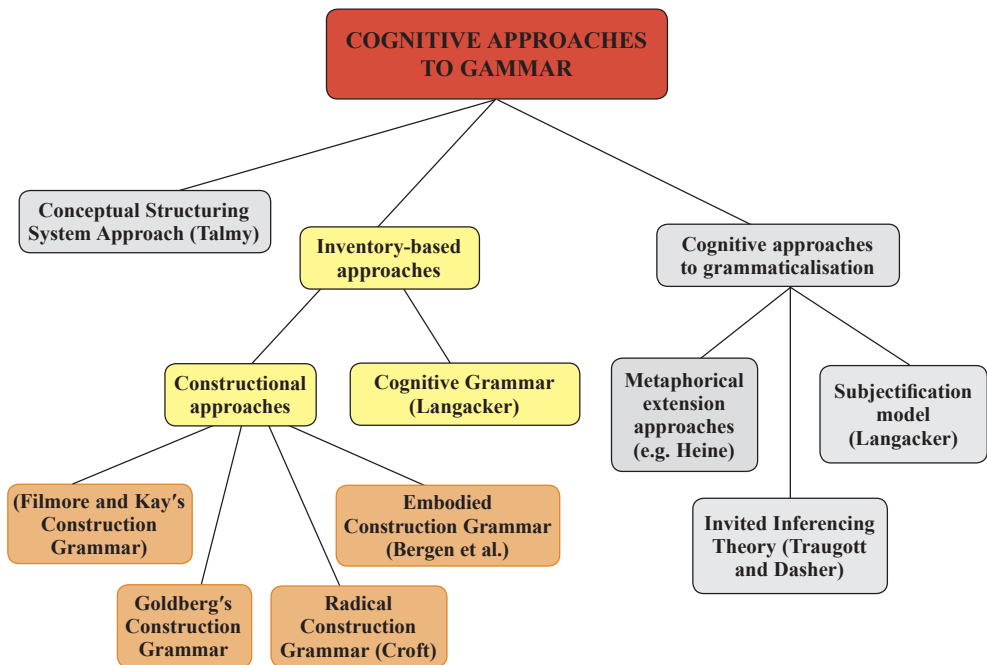 COGNITIVE APPROACHES
TO GAMMAR
Conceptual Structuring
System Approach (Talmy)
Inventory-based
approaches
Cognitive approaches
to grammaticalisation
Constructional
approaches
Cognitive Grammar
(Langacker)
Metaphorical
extension
approaches
(e.g. Heine)
Subjectification
model
(Langacker)
(Filmore and Kay′s
Construction
Grammar)
Embodied
Construction Grammar
(Bergen et al.)
Invited Inferencing
Theory (Traugott
and Dasher)
Goldberg′s
Construction
Grammar
Radical
Construction
Grammar (Croft)